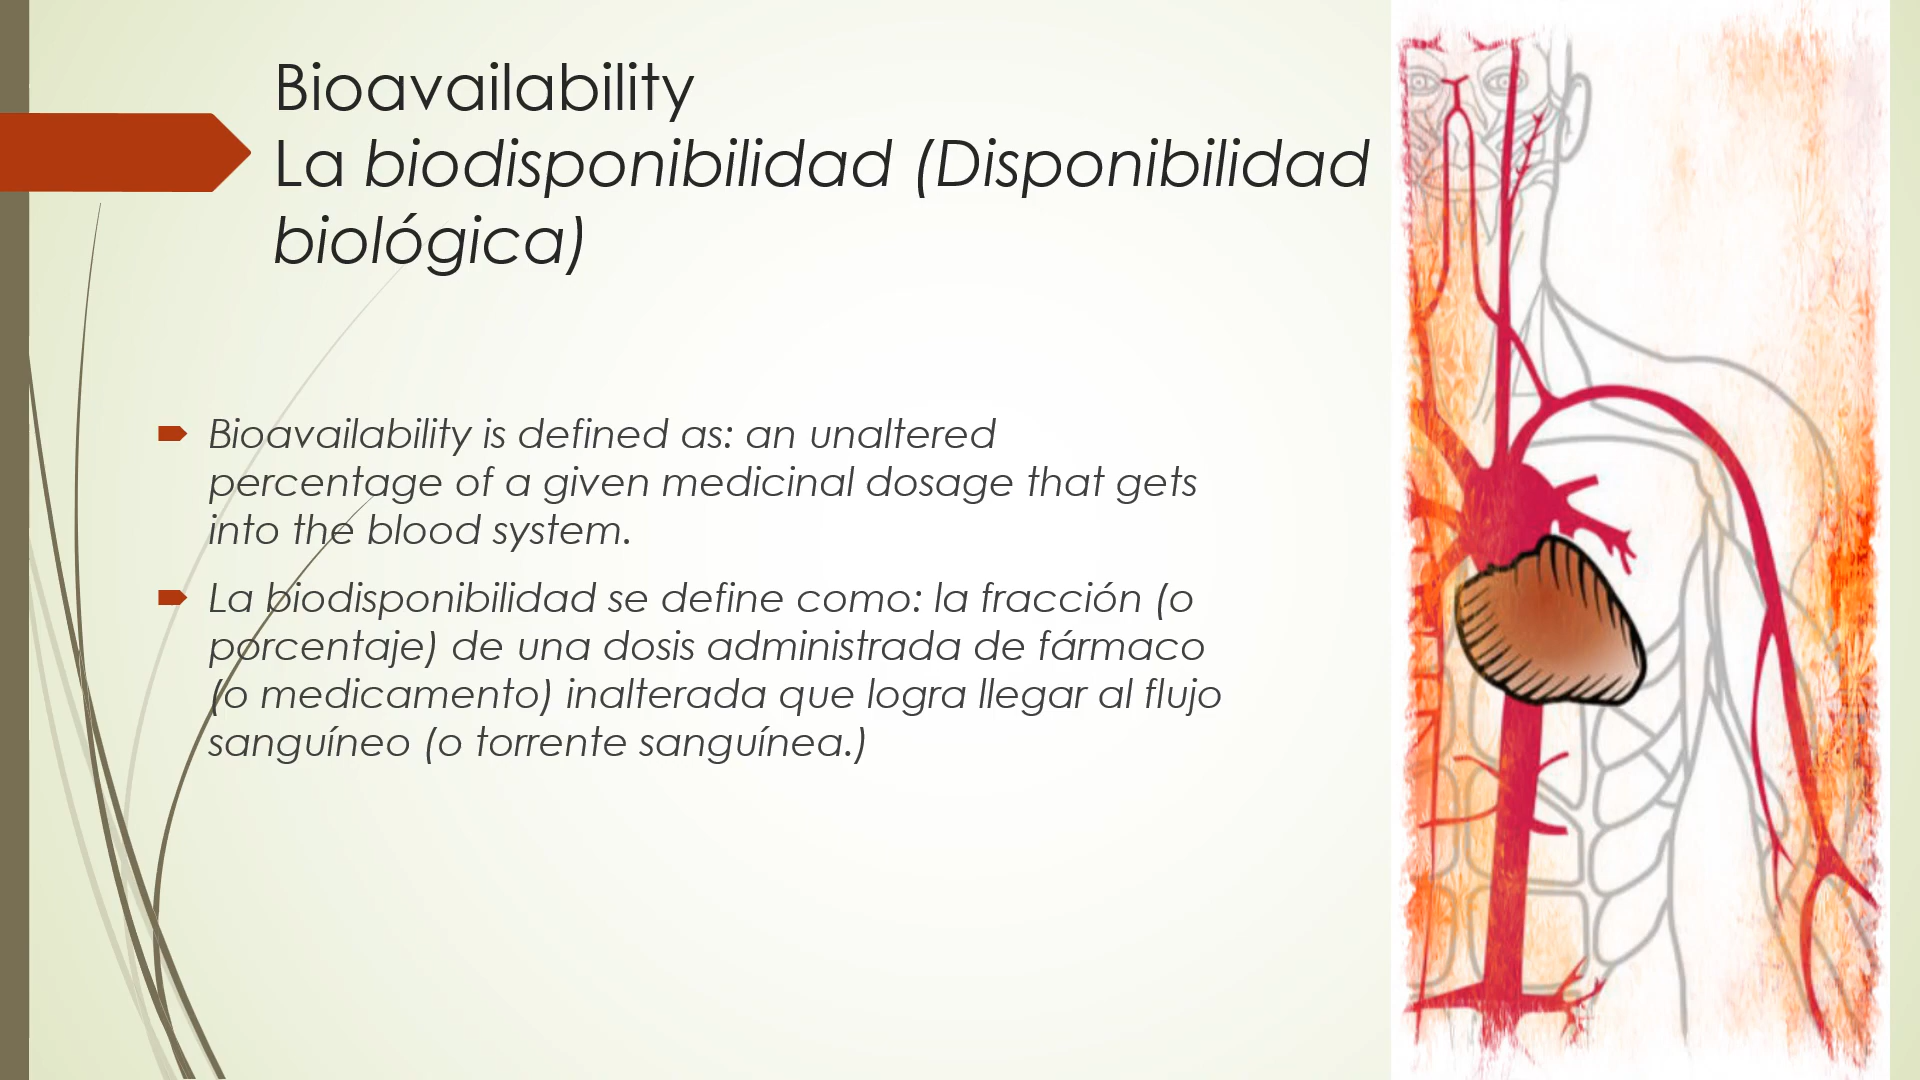 Bioavailability
La biodisponibilidad (Disponibilidad
biológica)
Bioavailability is defined as: an unaltered
percentage of a given medicinal dosage that gets
into the blood system.
La biodisponibilidad se define como: la fracción (o
porcentaje) de una dosis administrada de fármaco
(o medicamento) inalterada que logra llegar al flujo
sanguíneo (o torrente sanguínea.)